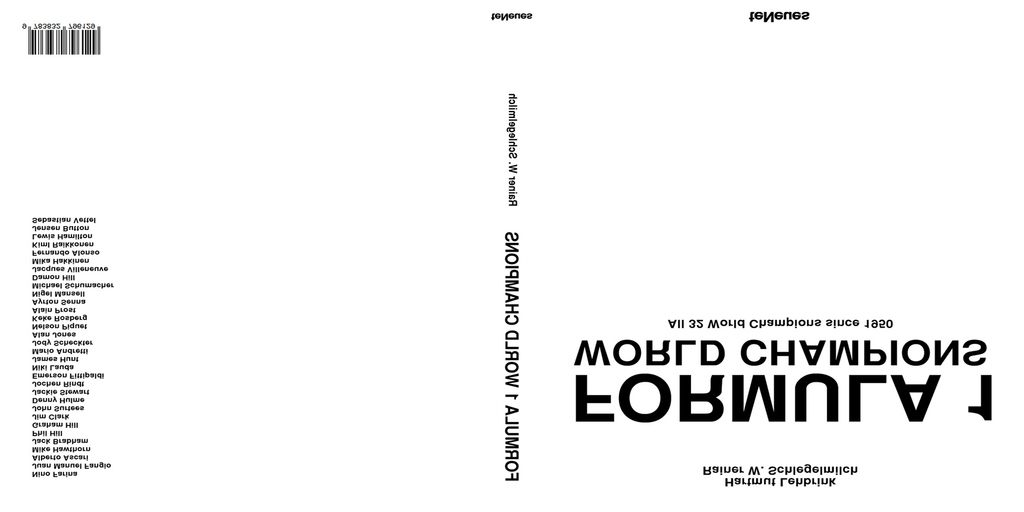 Nino Farina
Juan Manuel Fangio
Alberto Ascari
Mike Hawthorn
Jack Brabham
Phil Hill
Graham Hill
Jim Clark
John Surtees
Denny Hulme
Jackie Stewart
Jochen Rindt
Emerson Fittipaldi
Niki Lauda
James Hunt
Mario Andretti
Jody Scheckter
Alan Jones
Nelson Piquet
Keke Rosberg
Alain Prost
Ayrton Senna
Nigel Mansell
Michael Schumacher
Damon Hill
Jacques Villeneuve
Mika Hakkinen
Fernando Alonso
Kimi Raikkonen
Lewis Hamilton
Jensen Button
Sebastian Vettel
9 783832 796129
FORMULA 1 WORLD CHAMPIONS Rainer W. Schlegelmilch
teNeues
Hartmut Lehbrink
Rainer W. Schlegelmilch
FORMULA 1
WORLD CHAMPIONS
All 32 World Champions since 1950
teNeues